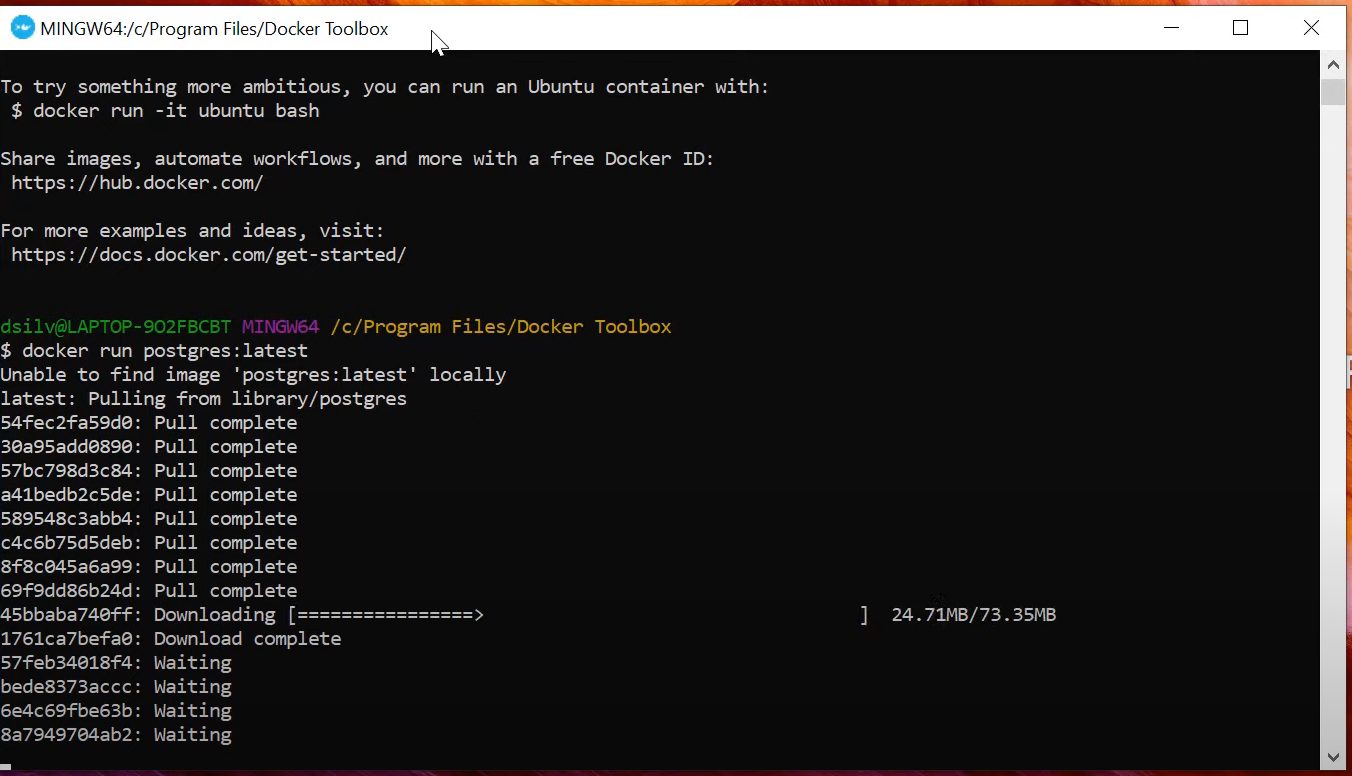 MINGW64:/c/Program Files/Docker Toolbox
To try something more ambitious, you can run an Ubuntu container with:
 $ docker run -it ubuntu bash
Share images, automate workflows, and more with a free Docker ID:
 https://hub.docker.com/
For more examples and ideas, visit:
 https://docs.docker.com/get-started/
dsilv@LAPTOP-9O2FBCBT MINGW64 /c/Program Files/Docker Toolbox
$ docker run postgres:latest
Unable to find image 'postgres:latest' locally
latest: Pulling from library/postgres
54fec2fa59d0: Pull complete
30a95add0890: Pull complete
57bc798d3c84: Pull complete
a41bedb2c5de: Pull complete
589548c3abb4: Pull complete
c4c6b75d5deb: Pull complete
8f8c045a6a99: Pull complete
69f9dd86b24d: Pull complete
45bbaba740ff: Downloading [================>                                  ]  24.71MB/73.35MB
1761ca7befa0: Download complete
57feb34018f4: Waiting
bede8373accc: Waiting
6e4c69fbe63b: Waiting
8a7949704ab2: Waiting